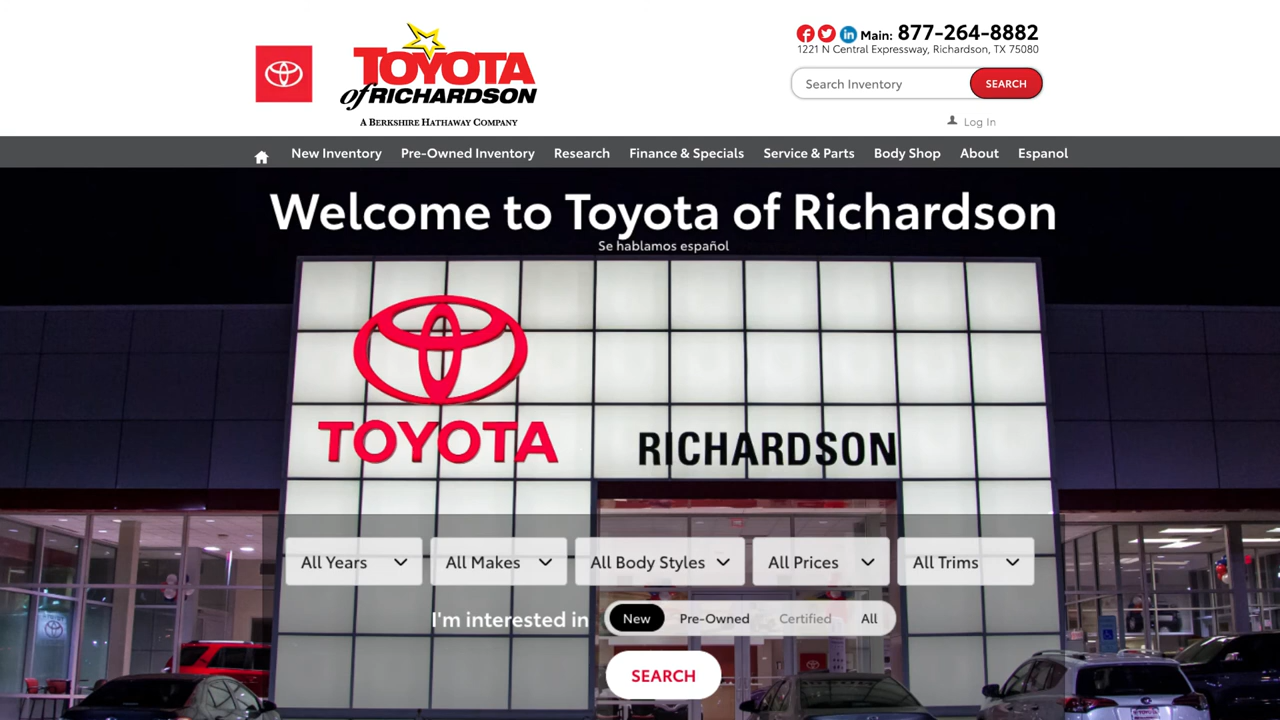 Main: 877-264-8882
1221 N Central Expressway, Richardson, TX 75080
TOYOTA
of RICHARDSON
A BERKSHIRE HATHAWAY COMPANY
Search Inventory
SEARCH
Log In
New Inventory
Pre-Owned Inventory
Research
Finance & Specials
Service & Parts
Body Shop
About
Espanol
Welcome to Toyota of Richardson
Se hablamos español
TOYOTA
RICHARDSON
All Years
All Makes
All Body Styles
All Prices
All Trims
I'm interested in
New
Pre-Owned
Certified
All
SEARCH